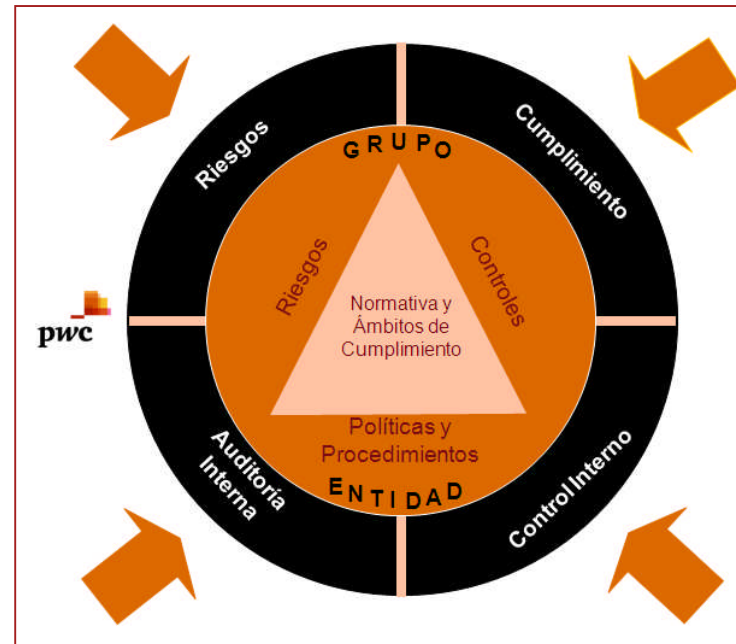 Riesgos
Cumplimiento
GRUPO
Riesgos
Controles
Normativa y
Ámbitos de
Cumplimiento
pwc
Políticas y
Procedimientos
ENTIDAD
Auditoría
Interna
Control Interno